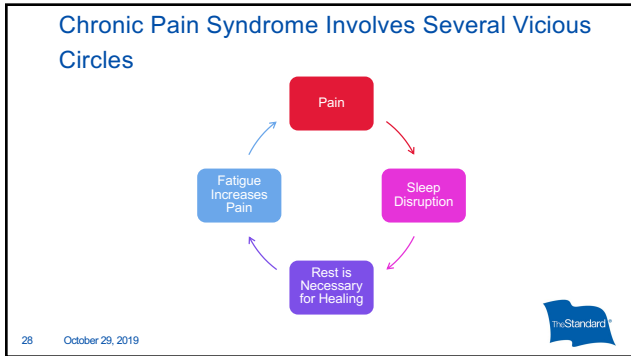 Chronic Pain Syndrome Involves Several Vicious
Circles
Pain
Sleep
Disruption
Rest is
Necessary
for Healing
Fatigue
Increases
Pain
28 October 29, 2019
TheStandard®